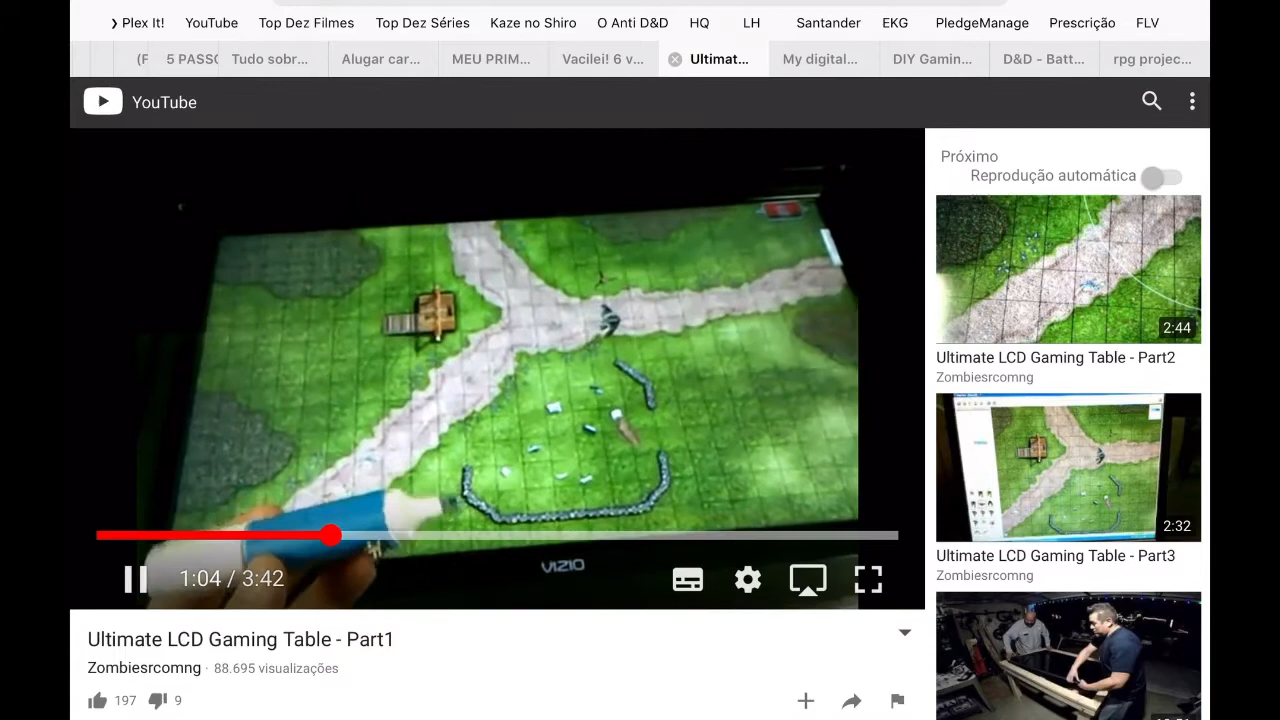 ❯ Plex It! YouTube Top Dez Filmes Top Dez Séries Kaze no Shiro O Anti D&D HQ LH Santander EKG PledgeManage Prescrição FLV
(F 5 PASSO Tudo sobr... Alugar car... MEU PRIM... Vacilei! 6 v... Ultimat... My digital... DIY Gamin... D&D - Batt... rpg projec...
YouTube
Próximo
Reprodução automática
2:44
Ultimate LCD Gaming Table - Part2
Zombiesrcomng
2:32
Ultimate LCD Gaming Table - Part3
Zombiesrcomng
VIZIO
1:04 / 3:42
Ultimate LCD Gaming Table - Part1
Zombiesrcomng · 88.695 visualizações
197 9